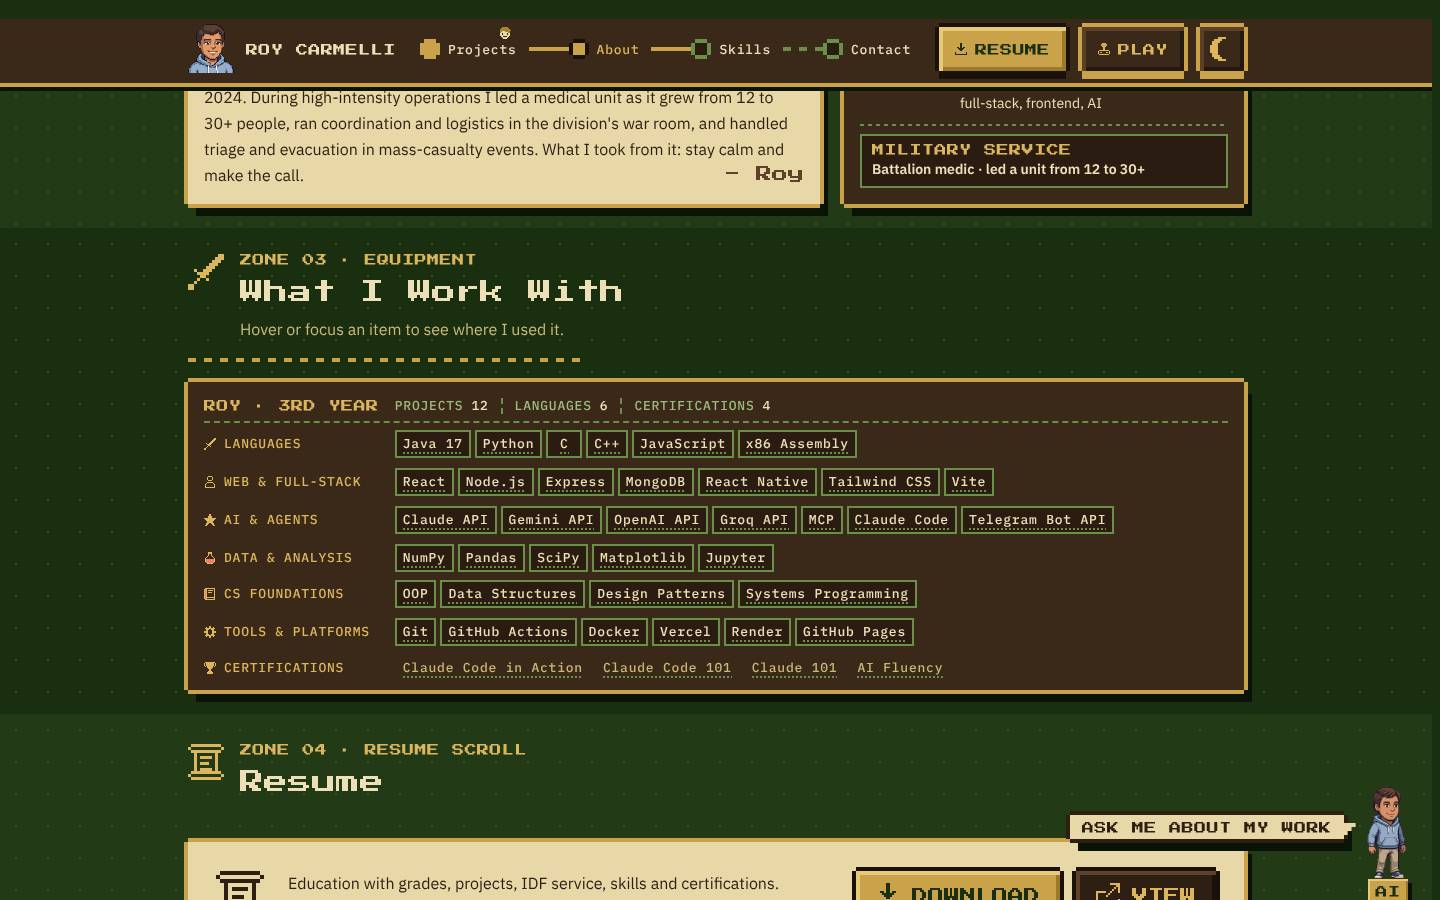 ROY CARMELLI
Projects
About
Skills
Contact
RESUME
PLAY
2024. During high-intensity operations I led a medical unit as it grew from 12 to
30+ people, ran coordination and logistics in the division's war room, and handled
triage and evacuation in mass-casualty events. What I took from it: stay calm and
make the call.
— Roy
full-stack, frontend, AI
MILITARY SERVICE
Battalion medic · led a unit from 12 to 30+
ZONE 03 · EQUIPMENT
What I Work With
Hover or focus an item to see where I used it.
ROY · 3RD YEAR PROJECTS 12 ¦ LANGUAGES 6 ¦ CERTIFICATIONS 4
LANGUAGES Java 17 Python C C++ JavaScript x86 Assembly
WEB & FULL-STACK React Node.js Express MongoDB React Native Tailwind CSS Vite
AI & AGENTS Claude API Gemini API OpenAI API Groq API MCP Claude Code Telegram Bot API
DATA & ANALYSIS NumPy Pandas SciPy Matplotlib Jupyter
CS FOUNDATIONS OOP Data Structures Design Patterns Systems Programming
TOOLS & PLATFORMS Git GitHub Actions Docker Vercel Render GitHub Pages
CERTIFICATIONS Claude Code in Action Claude Code 101 Claude 101 AI Fluency
ZONE 04 · RESUME SCROLL
Resume
ASK ME ABOUT MY WORK
AI
Education with grades, projects, IDF service, skills and certifications.
DOWNLOAD
VIEW